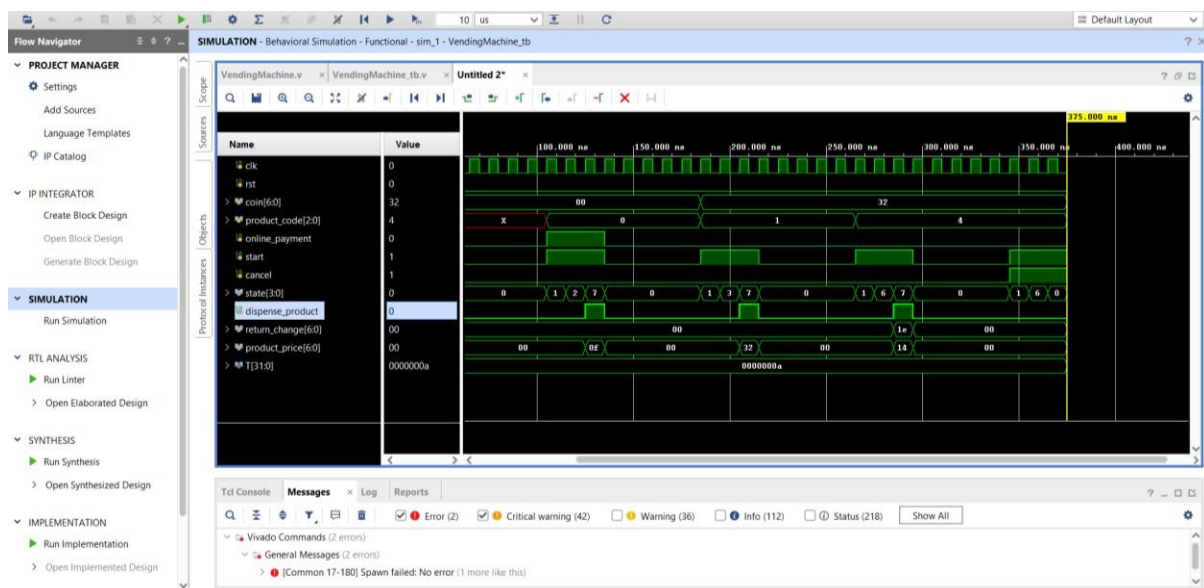 10 us
Default Layout
Flow Navigator
SIMULATION - Behavioral Simulation - Functional - sim_1 - VendingMachine_tb
PROJECT MANAGER
Settings
Add Sources
Language Templates
IP Catalog
IP INTEGRATOR
Create Block Design
Open Block Design
Generate Block Design
SIMULATION
Run Simulation
RTL ANALYSIS
Run Linter
Open Elaborated Design
SYNTHESIS
Run Synthesis
Open Synthesized Design
IMPLEMENTATION
Run Implementation
Open Implemented Design
Scope
Sources
Objects
Protocol Instances
VendingMachine.v × VendingMachine_tb.v × Untitled 2* ×
375.000 ns
Name Value 100.000 ns 150.000 ns 200.000 ns 250.000 ns 300.000 ns 350.000 ns 400.000 ns
clk 0
rst 0
coin[6:0] 32 00 32
product_code[2:0] 4 X 0 1 4
online_payment 0
start 1
cancel 1
state[3:0] 0 0 1 2 7 0 1 3 7 0 1 6 7 0 1 6 0
dispense_product 0
return_change[6:0] 00 00 1e 00
product_price[6:0] 00 00 0f 00 32 00 14 00
T[31:0] 0000000a 0000000a
Tcl Console Messages × Log Reports
Error (2) Critical warning (42) Warning (36) Info (112) Status (218) Show All
Vivado Commands (2 errors)
General Messages (2 errors)
[Common 17-180] Spawn failed: No error (1 more like this)